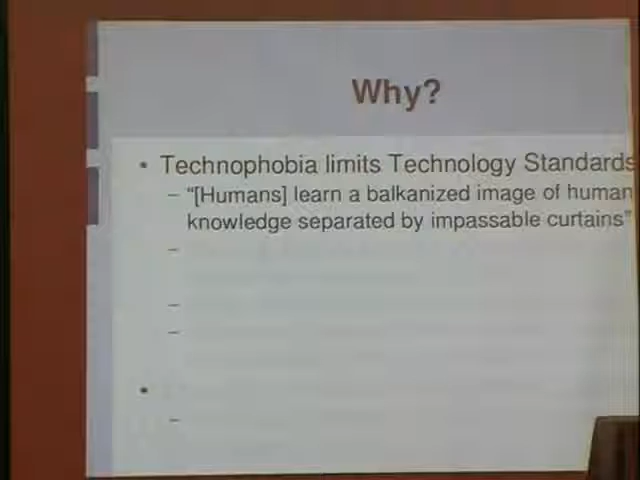 Why?
• Technophobia limits Technology Standards
– "[Humans] learn a balkanized image of human
knowledge separated by impassable curtains"
–
–
–
•
–